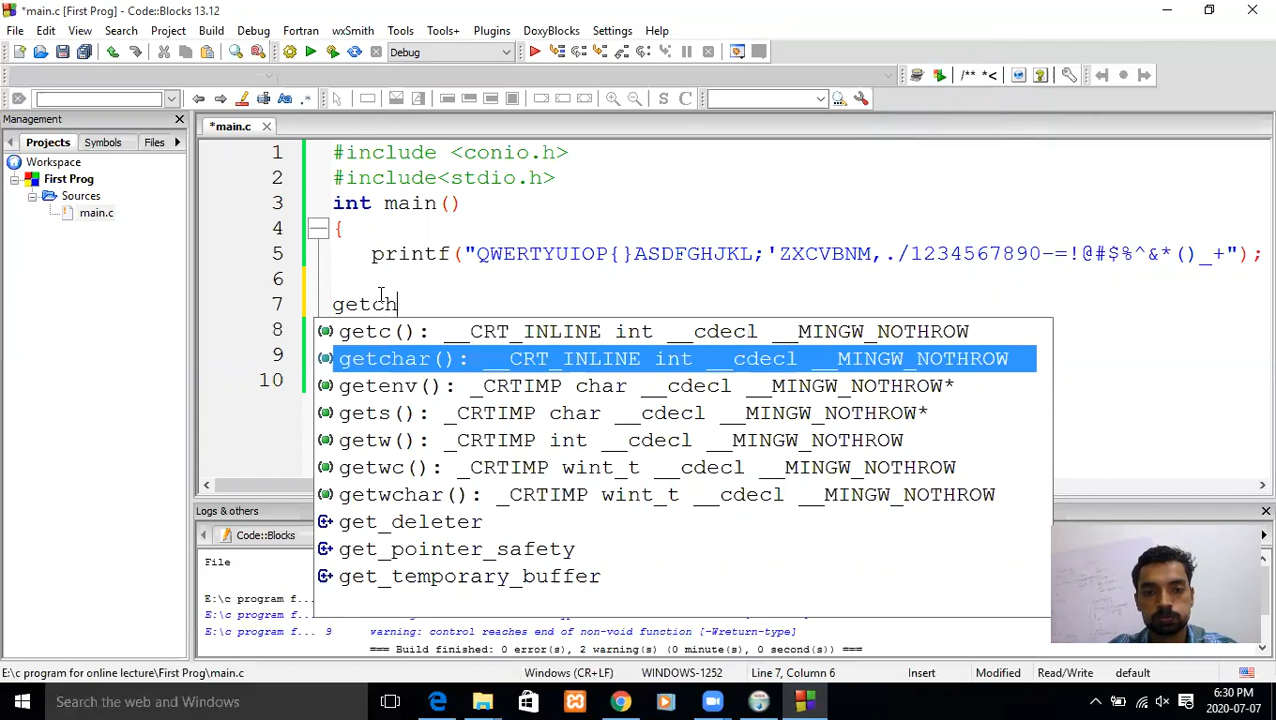 *main.c [First Prog] - Code::Blocks 13.12
File Edit View Search Project Build Debug Fortran wxSmith Tools Tools+ Plugins DoxyBlocks Settings Help
Debug
/** *<
S C
Management
*main.c
Projects Symbols Files
Workspace
First Prog
Sources
main.c
1 #include <conio.h>
2 #include<stdio.h>
3 int main()
4 {
5 printf("QWERTYUIOP{}ASDFGHJKL;'ZXCVBNM,./1234567890-=!@#$%^&*()_+");
6
7 getch
8
9
10
getc(): __CRT_INLINE int __cdecl __MINGW_NOTHROW
getchar(): __CRT_INLINE int __cdecl __MINGW_NOTHROW
getenv(): _CRTIMP char __cdecl __MINGW_NOTHROW*
gets(): _CRTIMP char __cdecl __MINGW_NOTHROW*
getw(): _CRTIMP int __cdecl __MINGW_NOTHROW
getwc(): _CRTIMP wint_t __cdecl __MINGW_NOTHROW
getwchar(): _CRTIMP wint_t __cdecl __MINGW_NOTHROW
get_deleter
get_pointer_safety
get_temporary_buffer
Logs & others
Code::Blocks
File
E:\c program f...
E:\c program f...
E:\c program f... 9 warning: control reaches end of non-void function [-Wreturn-type]
=== Build finished: 0 error(s), 2 warning(s) (0 minute(s), 0 second(s)) ===
E:\c program for online lecture\First Prog\main.c Windows (CR+LF) WINDOWS-1252 Line 7, Column 6 Insert Modified Read/Write default
Search the web and Windows
6:30 PM
2020-07-07